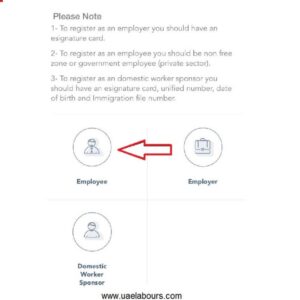 Please Note
1- To register as an employer you should have an
esignature card.
2- To register as an employee you should be non free
zone or government employee (private sector).
3- To register as an domestic worker sponsor you
should have an esignature card, unified number, date
of birth and Immigration file number.
Employee
Employer
Domestic
Worker
Sponsor
www.uaelabours.com